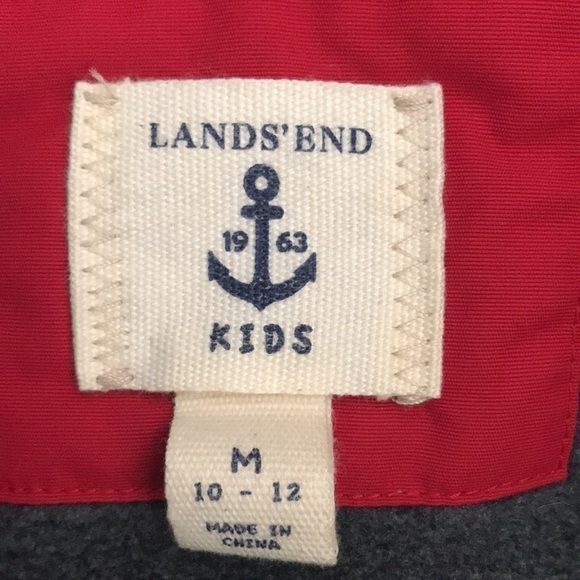 LANDS' END
19 63
KIDS
M
10 - 12
MADE IN
CHINA